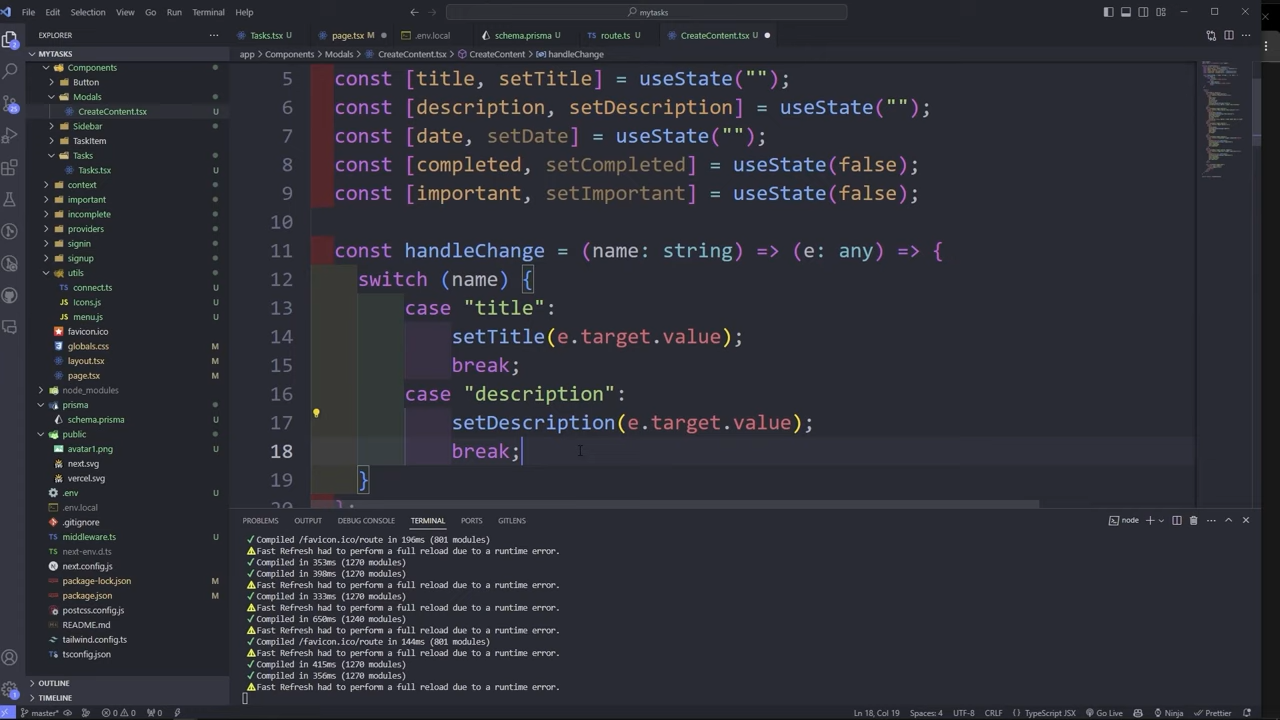 File Edit Selection View Go Run Terminal Help
mytasks
EXPLORER
Tasks.tsx
page.tsx
.env.local
schema.prisma
route.ts U
CreateContent.tsx
MYTASKS
app > Components > Modals > CreateContent.tsx > CreateContent > handleChange
Components
Button
Modals
CreateContent.tsx U
Sidebar
TaskItem
Tasks
Tasks.tsx U
context
important
incomplete
providers
signin
signup
utils
connect.ts U
Icons.js U
menu.js U
favicon.ico
globals.css U
layout.tsx U
page.tsx U
node_modules
prisma
schema.prisma U
public
avatar1.png U
next.svg
vercel.svg
.env U
.env.local
.gitignore M
middleware.ts U
next-env.d.ts
next.config.js
package-lock.json M
package.json M
postcss.config.js
README.md
tailwind.config.ts
tsconfig.json
OUTLINE
TIMELINE
5 const [title, setTitle] = useState("");
6 const [description, setDescription] = useState("");
7 const [date, setDate] = useState("");
8 const [completed, setCompleted] = useState(false);
9 const [important, setImportant] = useState(false);
10
11 const handleChange = (name: string) => (e: any) => {
12 switch (name) {
13 case "title":
14 setTitle(e.target.value);
15 break;
16 case "description":
17 setDescription(e.target.value);
18 break;
19 }
20 };
PROBLEMS OUTPUT DEBUG CONSOLE TERMINAL PORTS GITLENS
node
✓ Compiled /favicon.ico/route in 196ms (801 modules)
⚠ Fast Refresh had to perform a full reload due to a runtime error.
✓ Compiled in 353ms (1270 modules)
✓ Compiled in 398ms (1270 modules)
⚠ Fast Refresh had to perform a full reload due to a runtime error.
✓ Compiled in 333ms (1270 modules)
⚠ Fast Refresh had to perform a full reload due to a runtime error.
✓ Compiled in 650ms (1240 modules)
⚠ Fast Refresh had to perform a full reload due to a runtime error.
✓ Compiled /favicon.ico/route in 144ms (801 modules)
⚠ Fast Refresh had to perform a full reload due to a runtime error.
✓ Compiled in 415ms (1270 modules)
✓ Compiled in 356ms (1270 modules)
⚠ Fast Refresh had to perform a full reload due to a runtime error.
master* 0 0 0 Ln 18, Col 19 Spaces: 4 UTF-8 CRLF TypeScript JSX Go Live Ninja Prettier